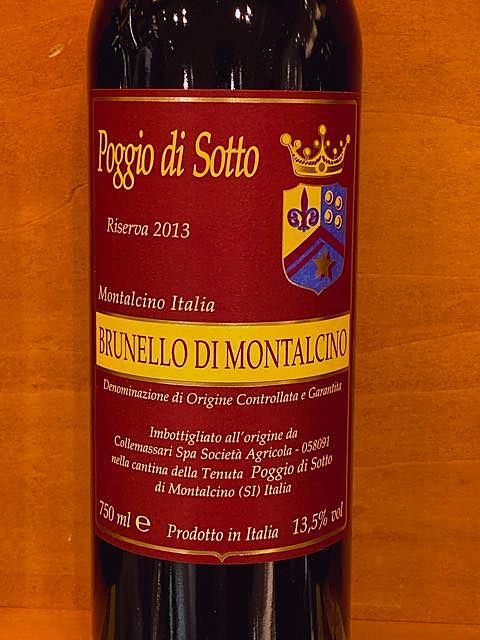 Poggio di Sotto
Riserva 2013
Montalcino Italia
BRUNELLO DI MONTALCINO
Denominazione di Origine Controllata e Garantita
Imbottigliato all'origine da
Collemassari Spa Società Agricola - 058091
nella cantina della Tenuta Poggio di Sotto
di Montalcino (SI) Italia
750 ml e Prodotto in Italia 13,5% vol